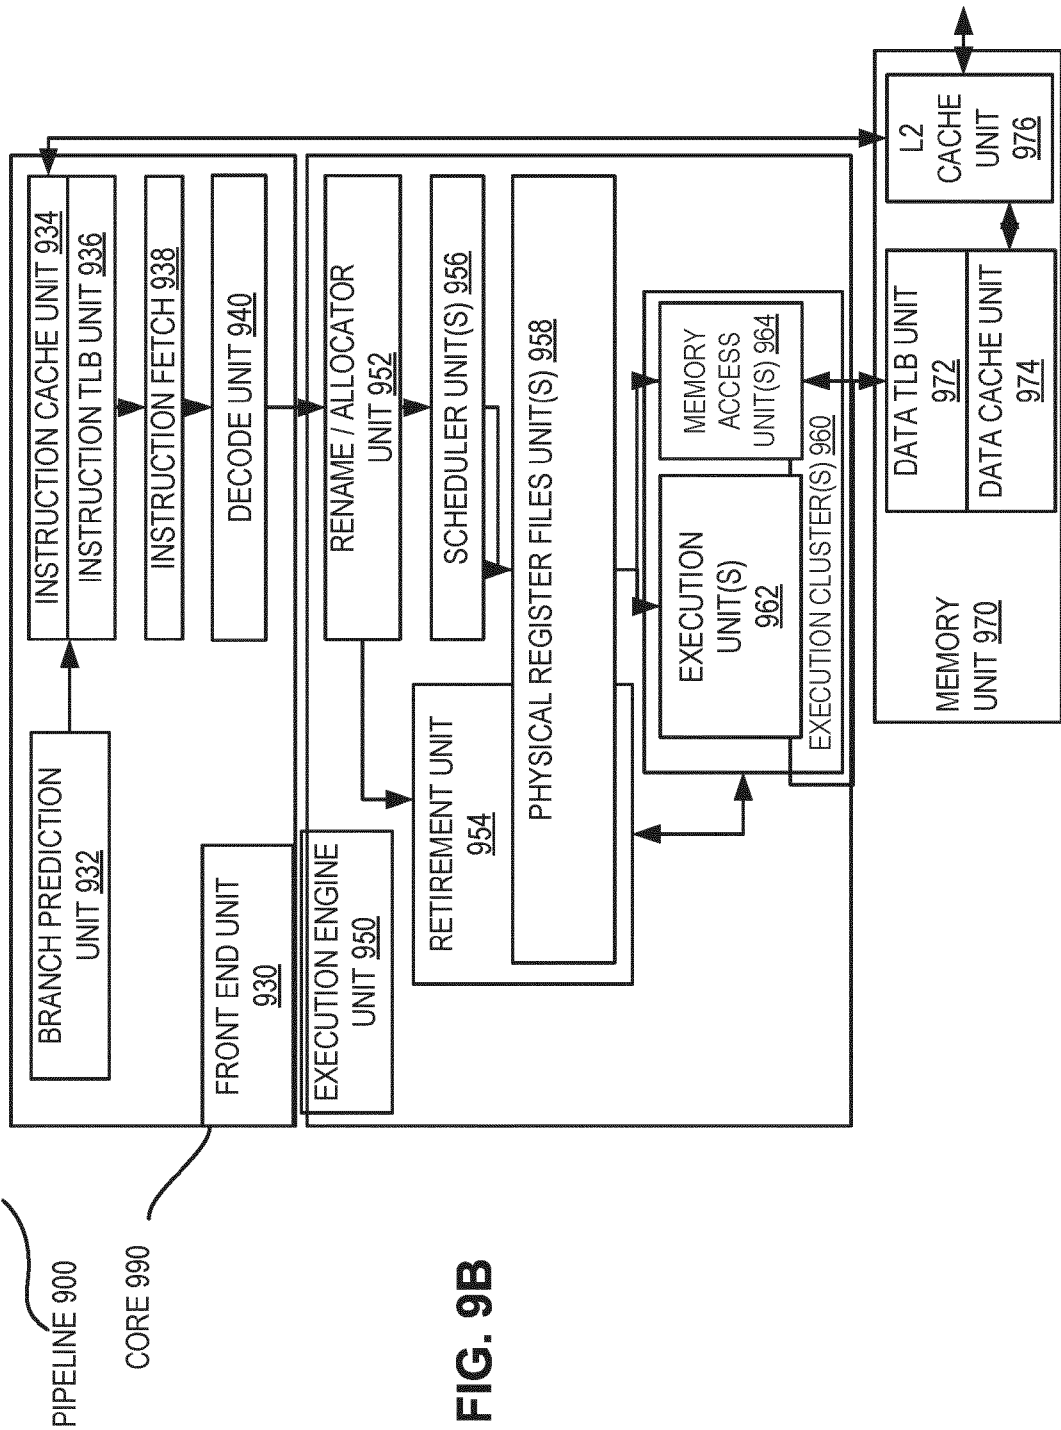 PIPELINE 900
CORE 990
BRANCH PREDICTION
UNIT 932
INSTRUCTION CACHE UNIT 934
INSTRUCTION TLB UNIT 936
INSTRUCTION FETCH 938
DECODE UNIT 940
FRONT END UNIT
930
EXECUTION ENGINE
UNIT 950
RENAME / ALLOCATOR
UNIT 952
RETIREMENT UNIT
954
SCHEDULER UNIT(S) 956
PHYSICAL REGISTER FILES UNIT(S) 958
EXECUTION
UNIT(S)
962
MEMORY
ACCESS
UNIT(S) 964
EXECUTION CLUSTER(S) 960
MEMORY
UNIT 970
DATA TLB UNIT
972
DATA CACHE UNIT
974
L2
CACHE
UNIT
976
FIG. 9B